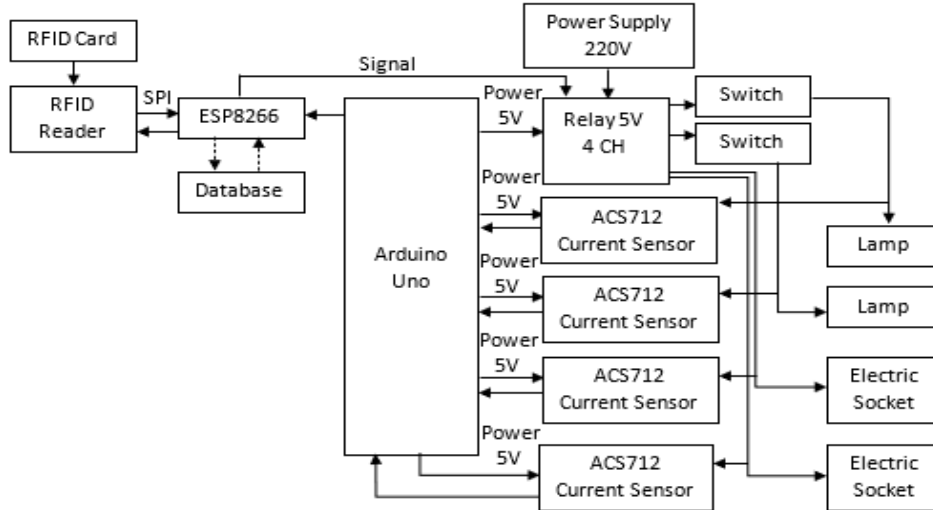 Power Supply
220V
RFID Card
Signal
RFID
Reader
SPI
ESP8266
Database
Arduino
Uno
Power
5V
Relay 5V
4 CH
Switch
Switch
Power
5V
ACS712
Current Sensor
Lamp
Power
5V
ACS712
Current Sensor
Lamp
Power
5V
ACS712
Current Sensor
Electric
Socket
Power
5V
ACS712
Current Sensor
Electric
Socket